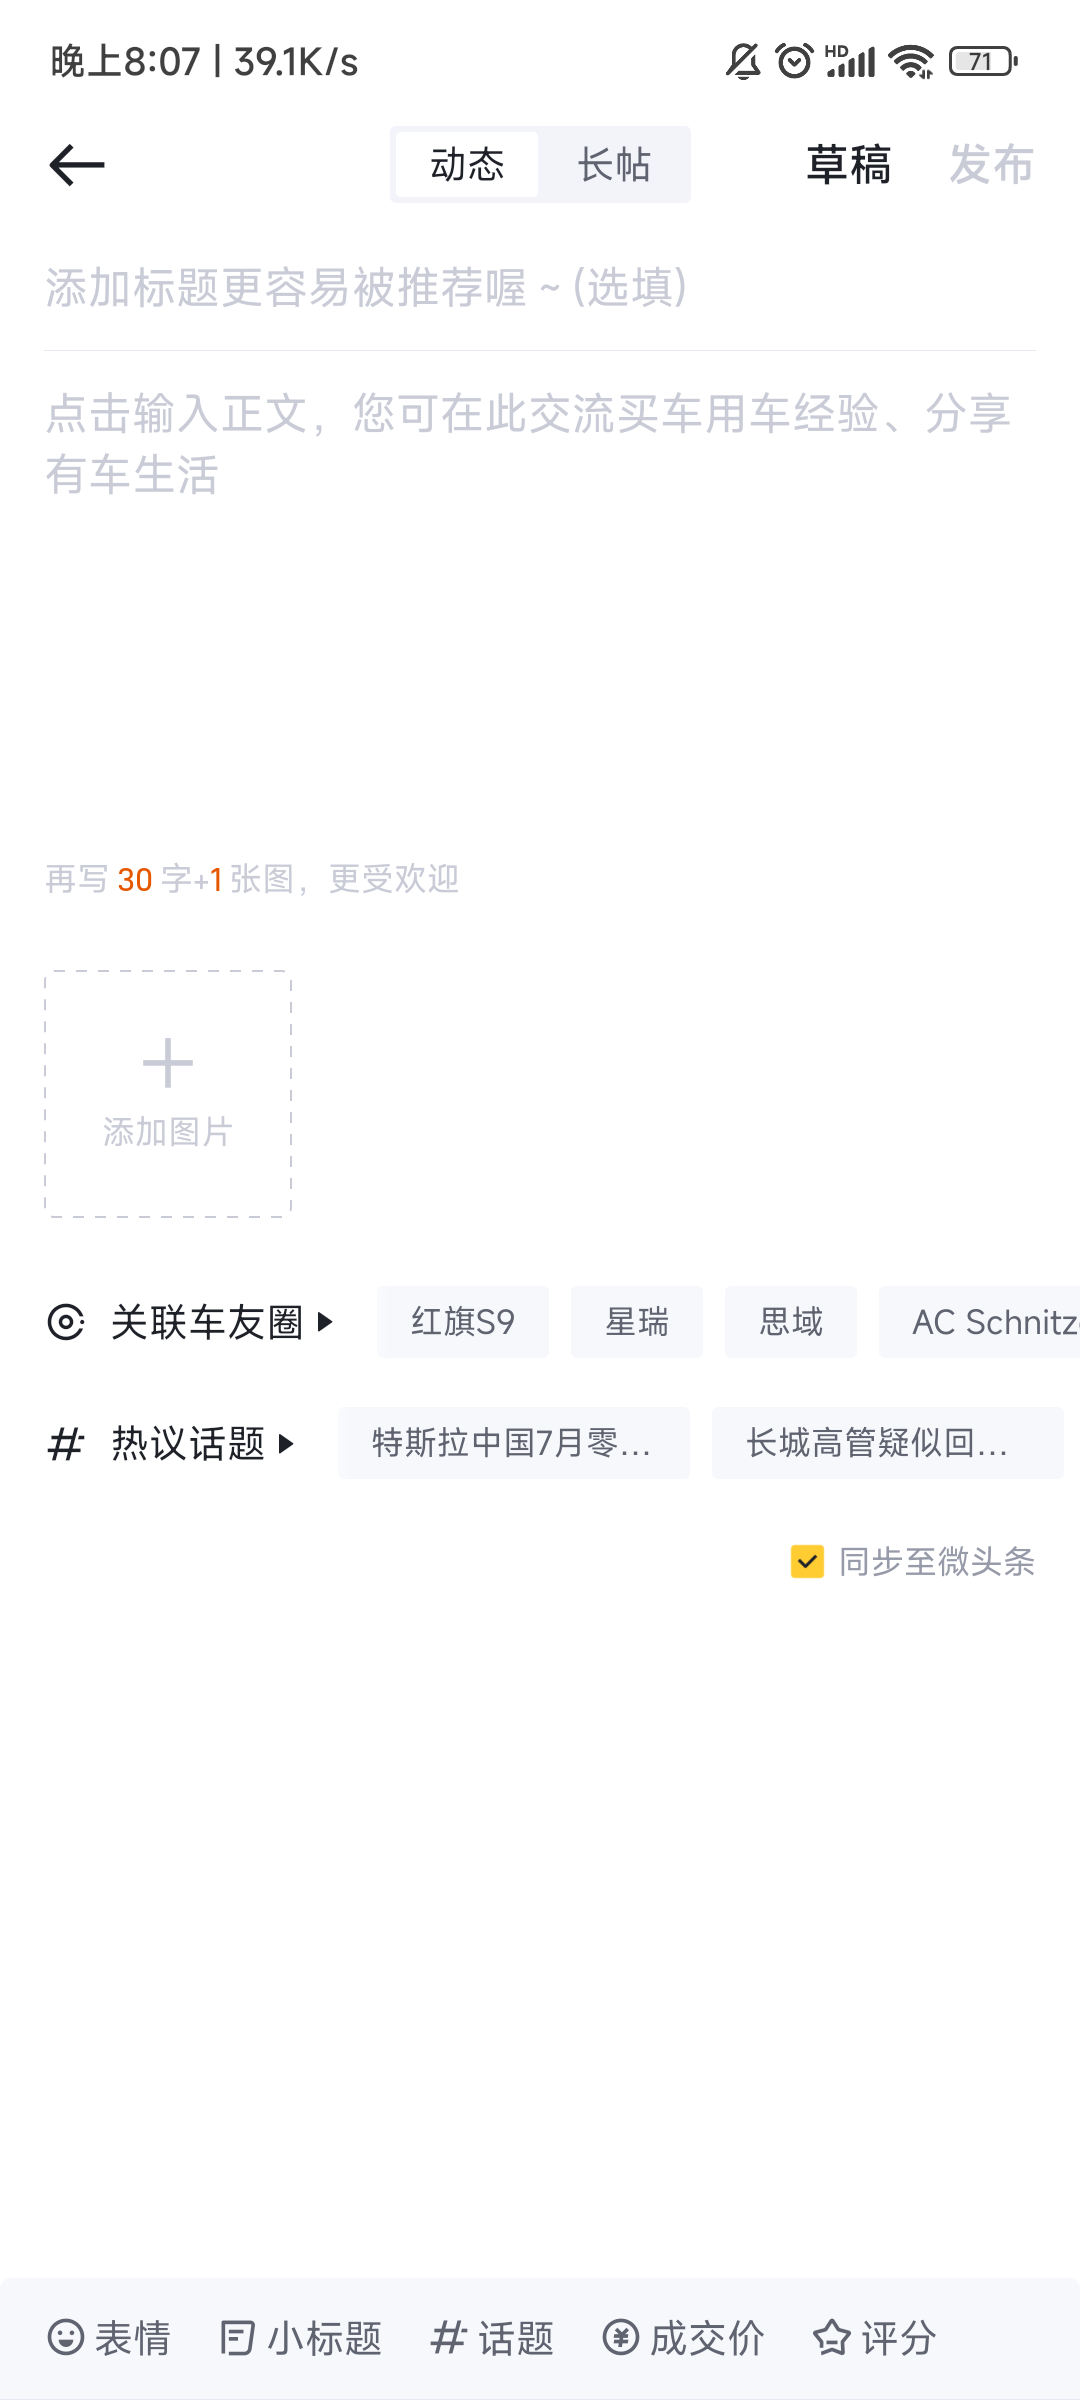 晚上8:07 | 39.1K/s HD 71
动态 长帖 草稿 发布
添加标题更容易被推荐喔 ~ (选填)
点击输入正文，您可在此交流买车用车经验、分享
有车生活
再写 30 字+1 张图，更受欢迎
添加图片
关联车友圈 红旗S9 星瑞 思域 AC Schnitz
# 热议话题 特斯拉中国7月零... 长城高管疑似回...
同步至微头条
表情 小标题 # 话题 成交价 评分